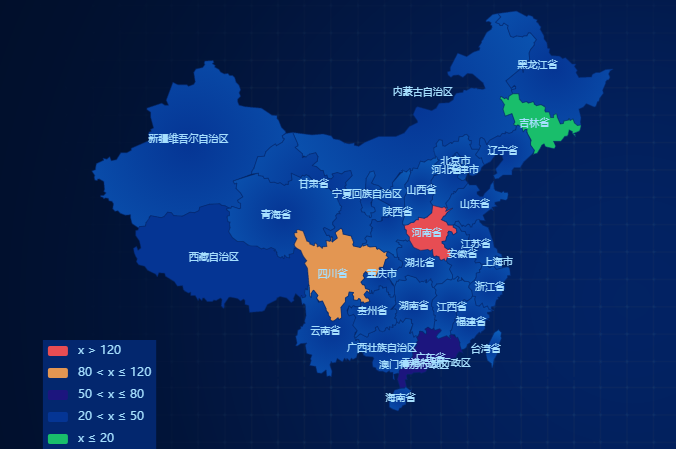 黑龙江省
内蒙古自治区
吉林省
新疆维吾尔自治区
辽宁省
北京市
河北省
天津市
甘肃省
宁夏回族自治区
山西省
山东省
青海省
陕西省
河南省
江苏省
安徽省
西藏自治区
湖北省
上海市
四川省
重庆市
浙江省
湖南省
江西省
贵州省
福建省
云南省
广西壮族自治区
台湾省
广东省
澳门特别行政区
香港特别行政区
海南省
x > 120
80 < x ≤ 120
50 < x ≤ 80
20 < x ≤ 50
x ≤ 20